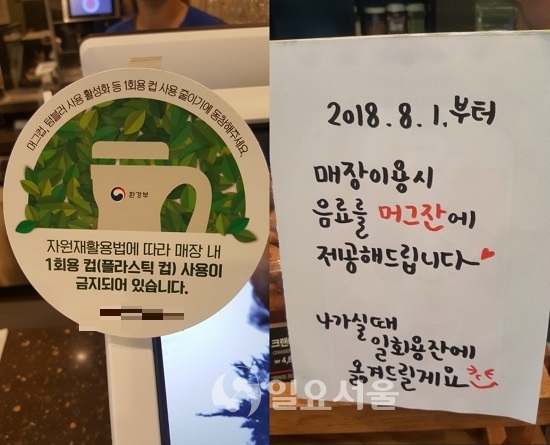 머그컵, 텀블러 사용 활성화 등 1회용 컵 사용 줄이기에 동참해주세요.
환경부
자원재활용법에 따라 매장 내
1회용 컵(플라스틱 컵) 사용이
금지되어 있습니다.
2018. 8. 1. 부터
매장이용시
음료를 머그잔에
제공해드립니다~
나가실때
일회용잔에
옮겨드릴게요
일요서울